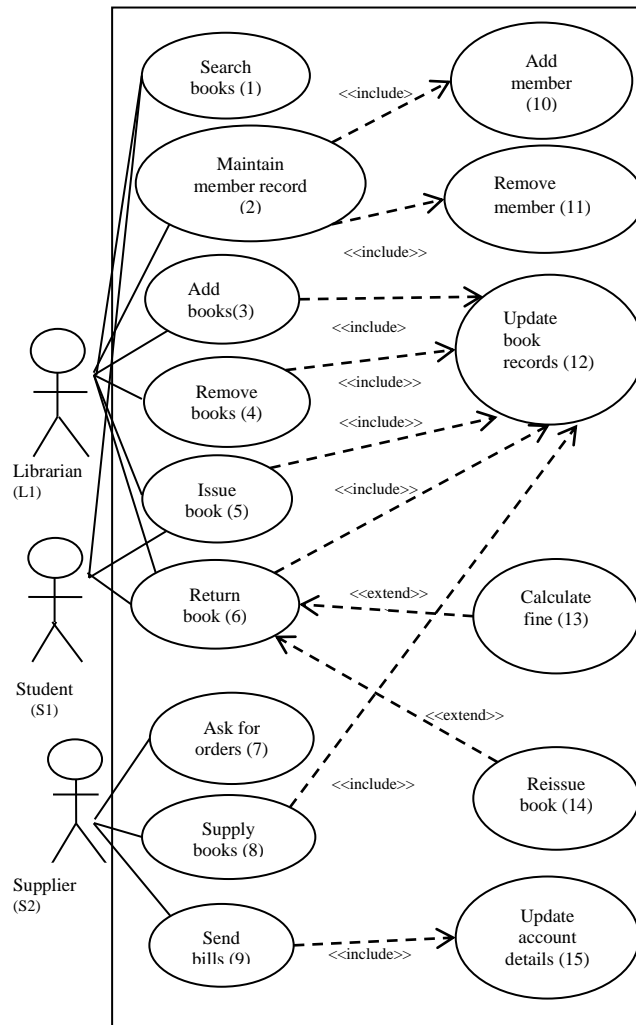 Search
books (1)
Add
member
(10)
<<include>
Maintain
member record
(2)
Remove
member (11)
<<include>>
Add
books(3)
Update
book
records (12)
<<include>
Remove
books (4)
<<include>>
<<include>>
Librarian
(L1)
Issue
book (5)
<<include>>
Return
book (6)
<<extend>>
Calculate
fine (13)
Student
(S1)
<<extend>>
Ask for
orders (7)
<<include>>
Reissue
book (14)
Supply
books (8)
Supplier
(S2)
Send
bills (9)
<<include>>
Update
account
details (15)